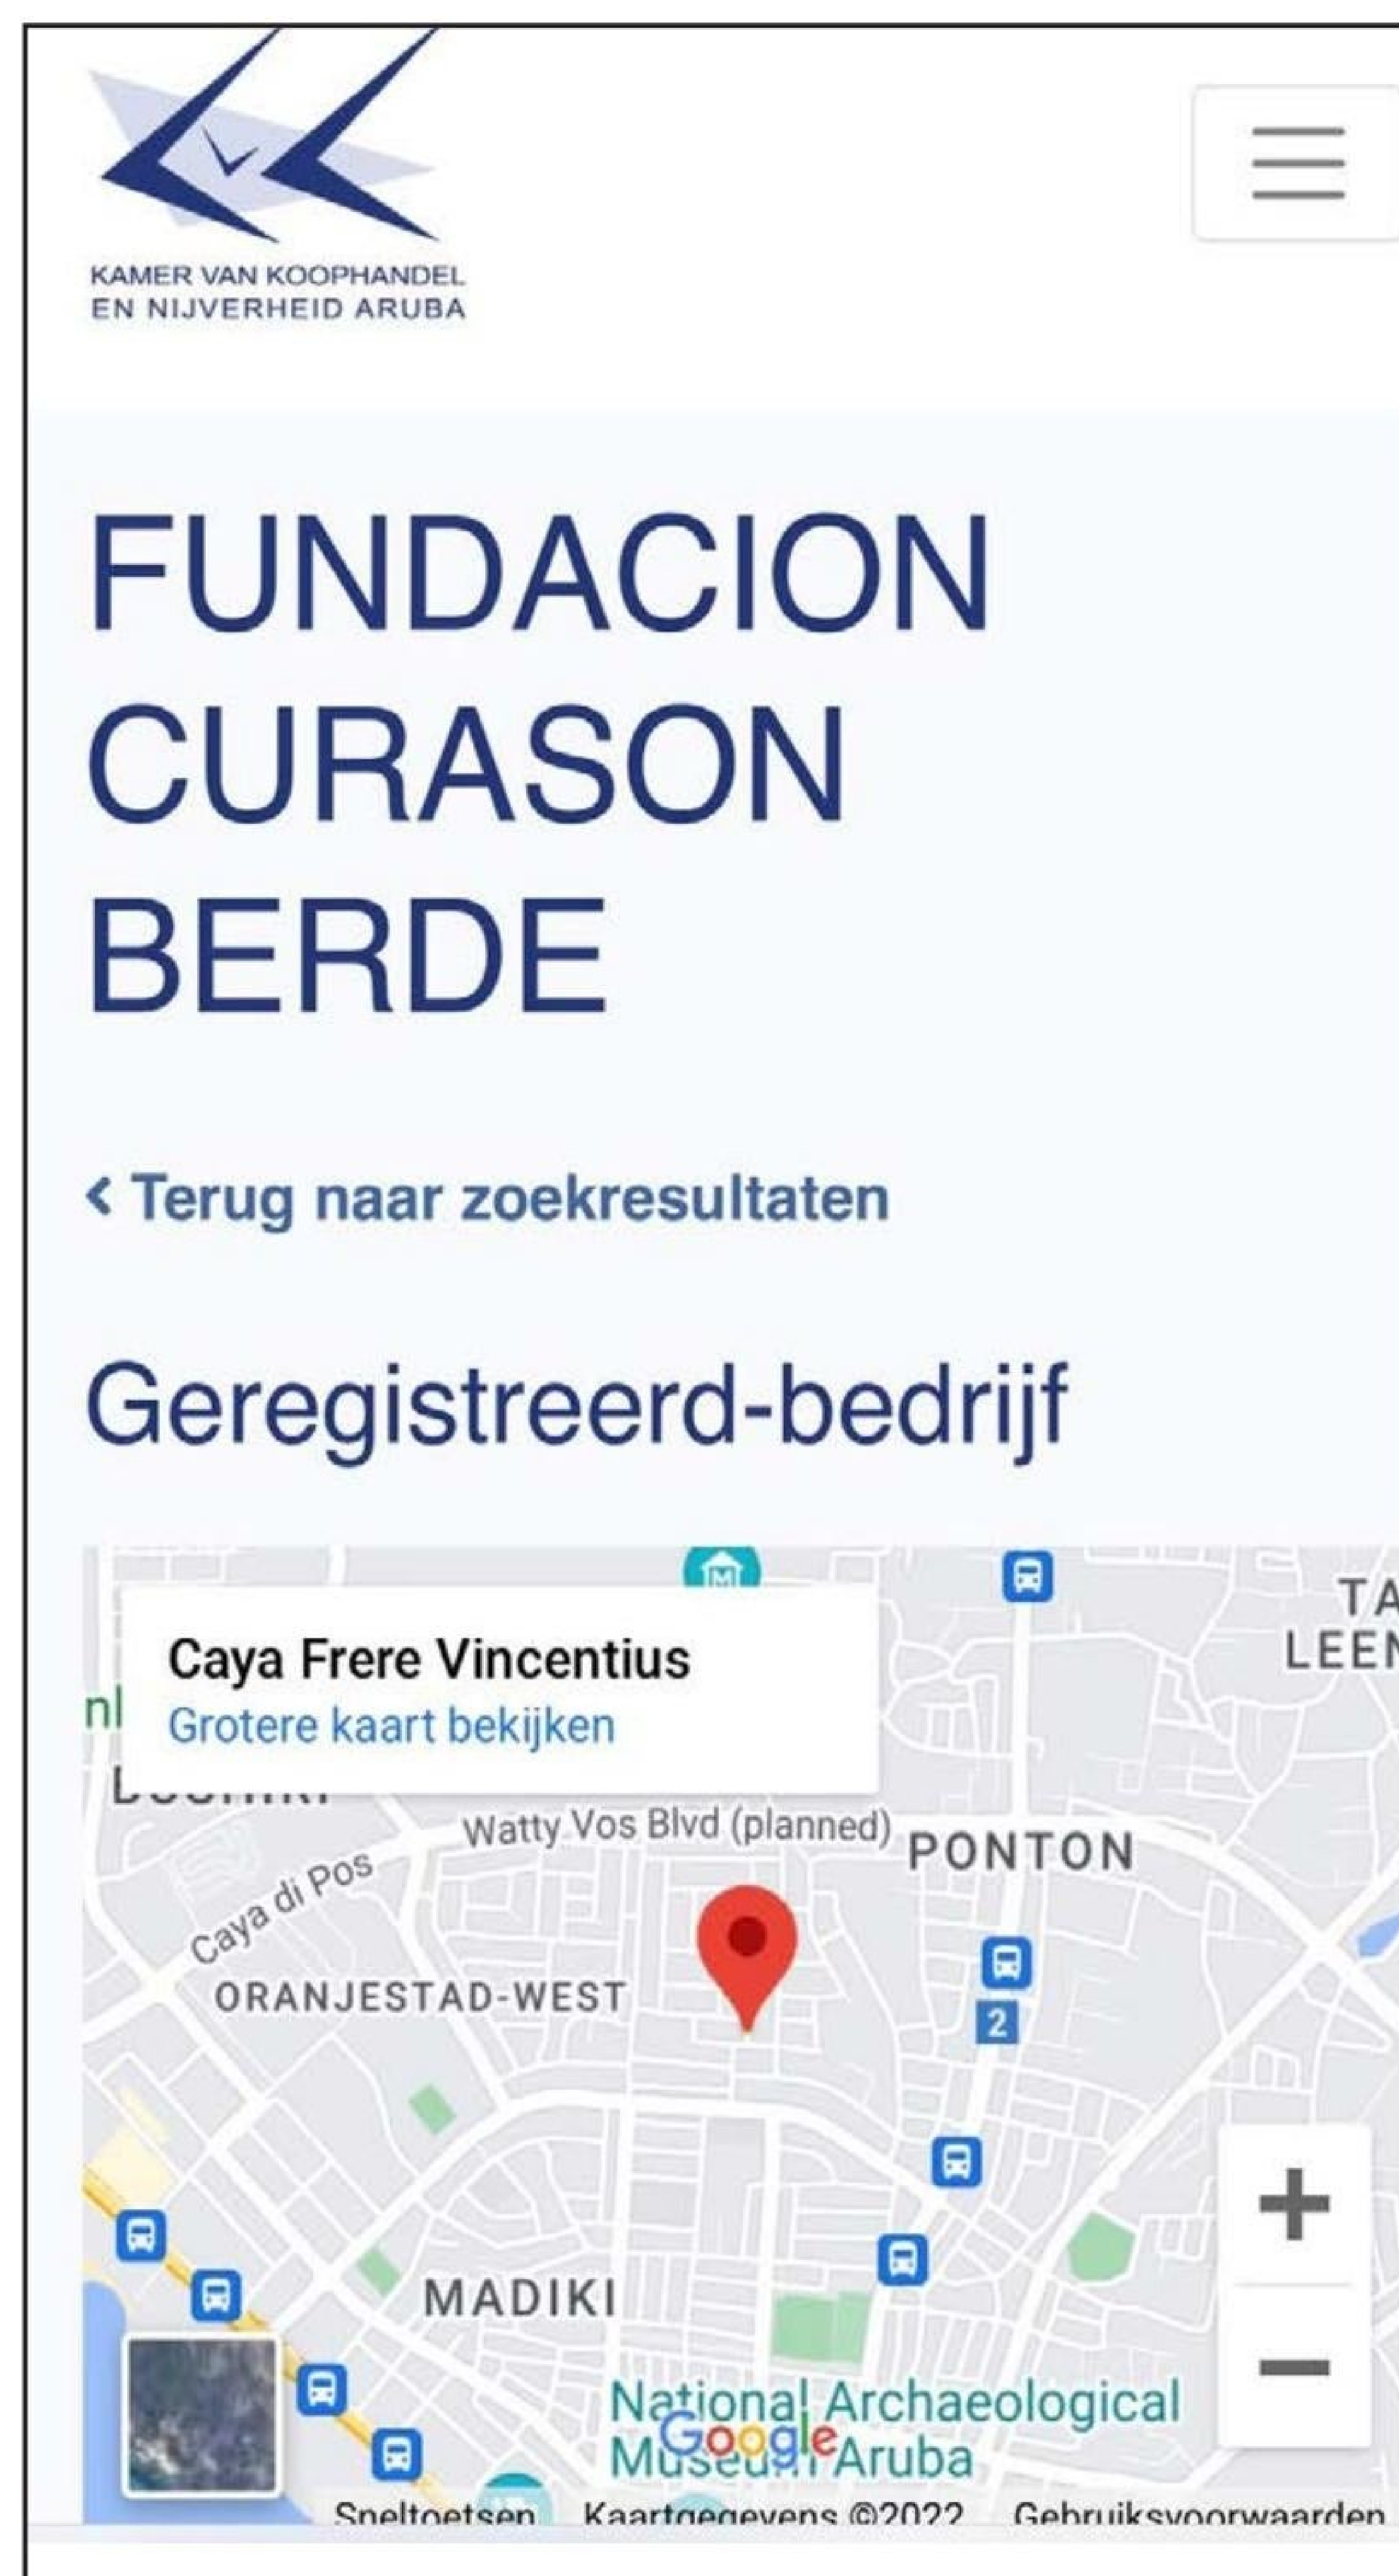 KAMER VAN KOOPHANDEL
EN NIJVERHEID ARUBA
FUNDACION
CURASON
BERDE
Terug naar zoekresultaten
Geregistreerd-bedrijf
TA
LEEN
Caya Frere Vincentius
Grotere kaart bekijken
nl
Watty Vos Blvd (planned)
PONTON
Caya di Pos
ORANJESTAD-WEST
2
MADIKI
National Archaeological
Museum Aruba
Google
Sneltoetsen Kaartgegevens ©2022 Gebruiksvoorwaarden